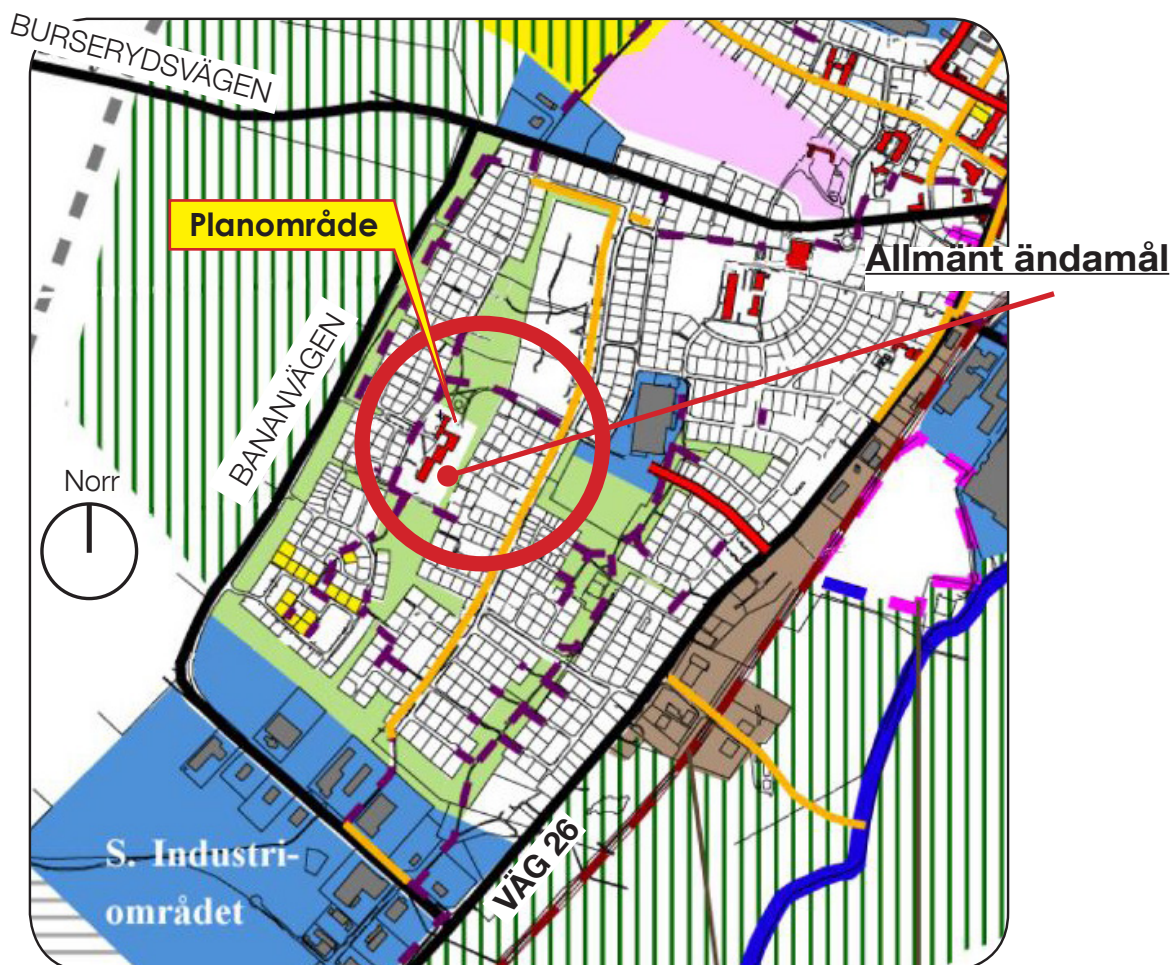 BURSERYDSVÄGEN
Planområde
Allmänt ändamål
BANANVÄGEN
Norr
VÄG 26
S. Industri-
området